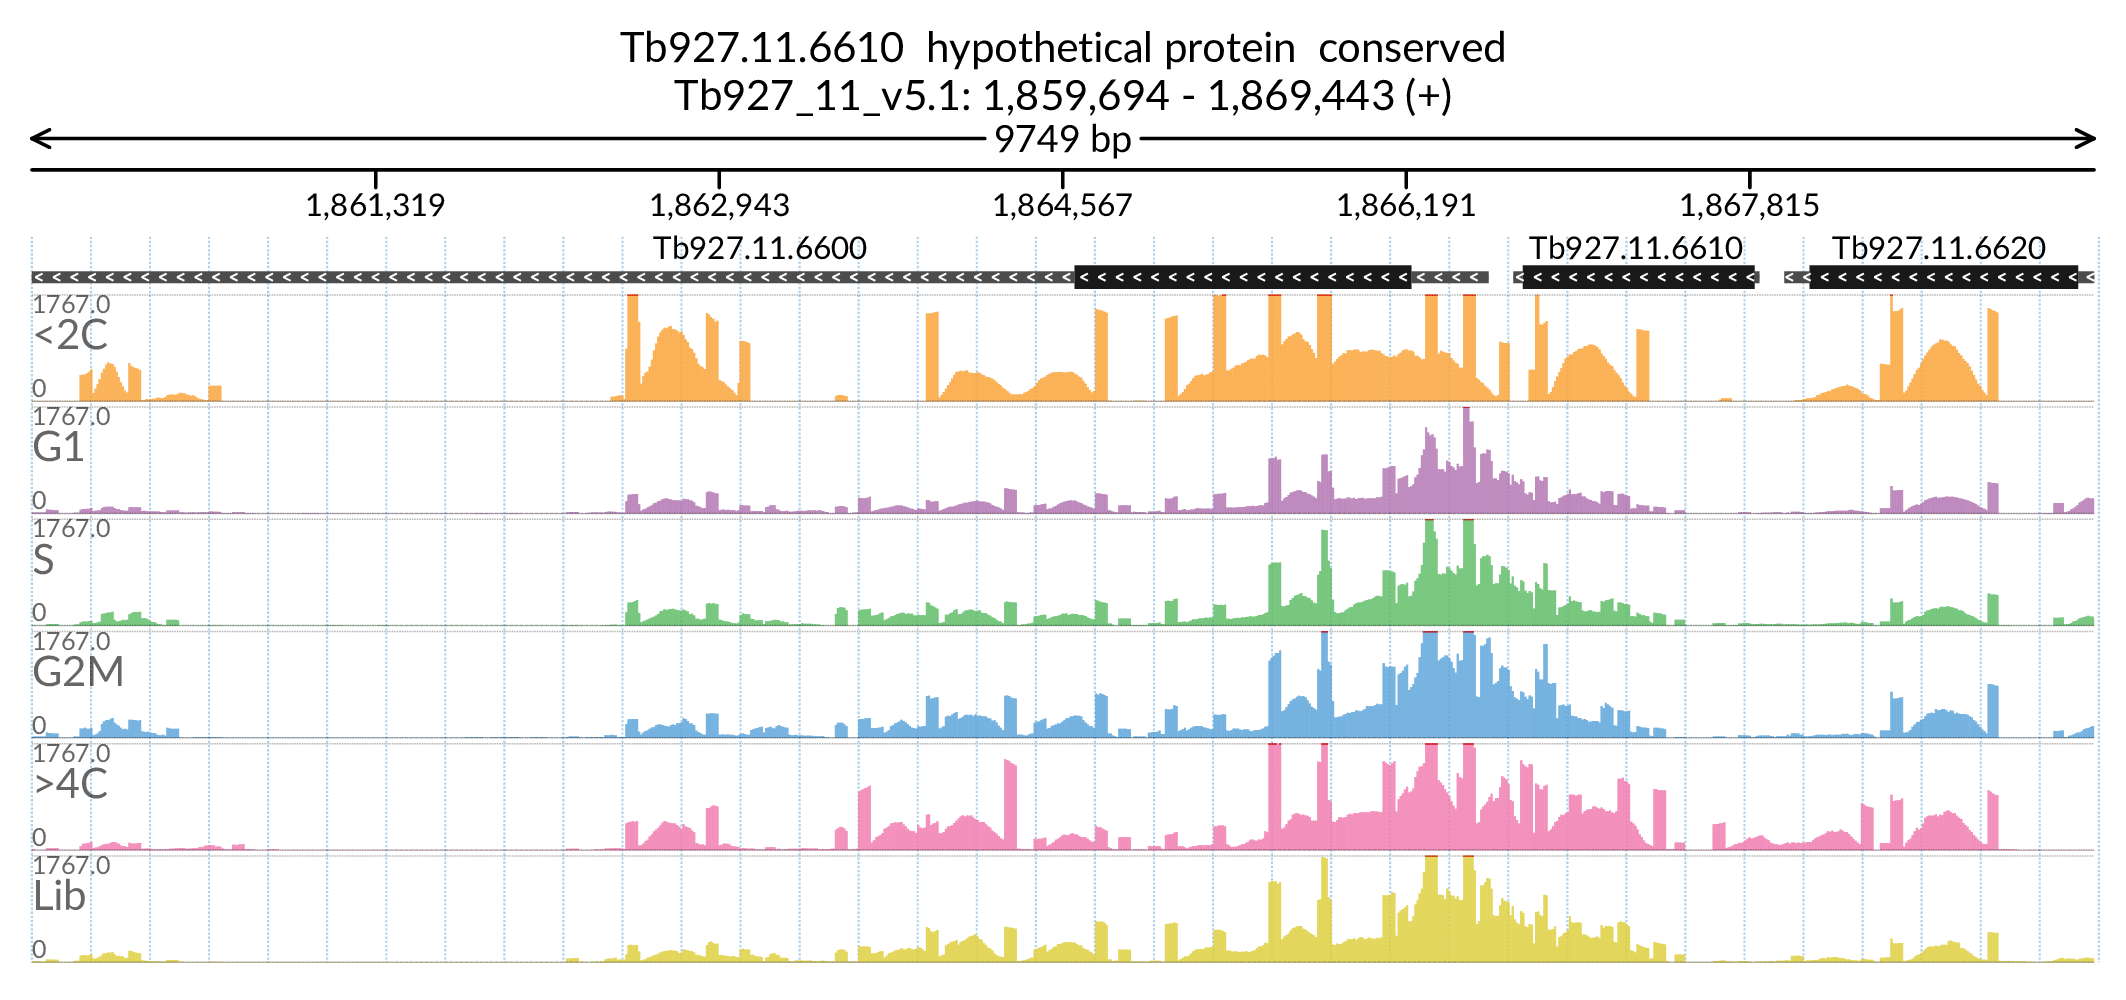 Tb927.11.6610  hypothetical protein  conserved
Tb927_11_v5.1: 1,859,694 - 1,869,443 (+)
9749 bp
1,861,319 1,862,943 1,864,567 1,866,191 1,867,815
Tb927.11.6600 Tb927.11.6610 Tb927.11.6620
1767.0
<2C
0
1767.0
G1
0
1767.0
S
0
1767.0
G2M
0
1767.0
>4C
0
1767.0
Lib
0